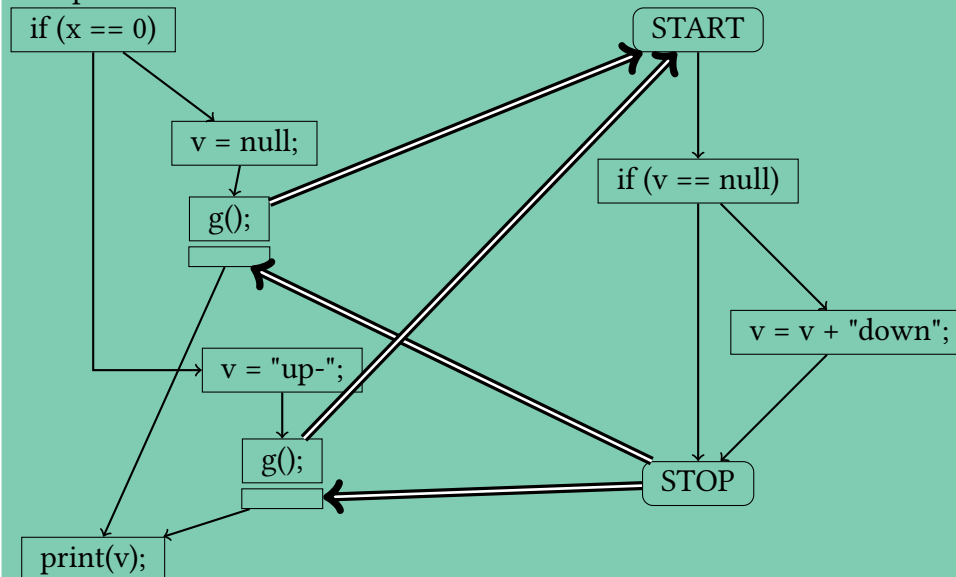 if (x == 0)
START
v = null;
if (v == null)
g();
v = v + "down";
v = "up-";
g();
STOP
print(v);